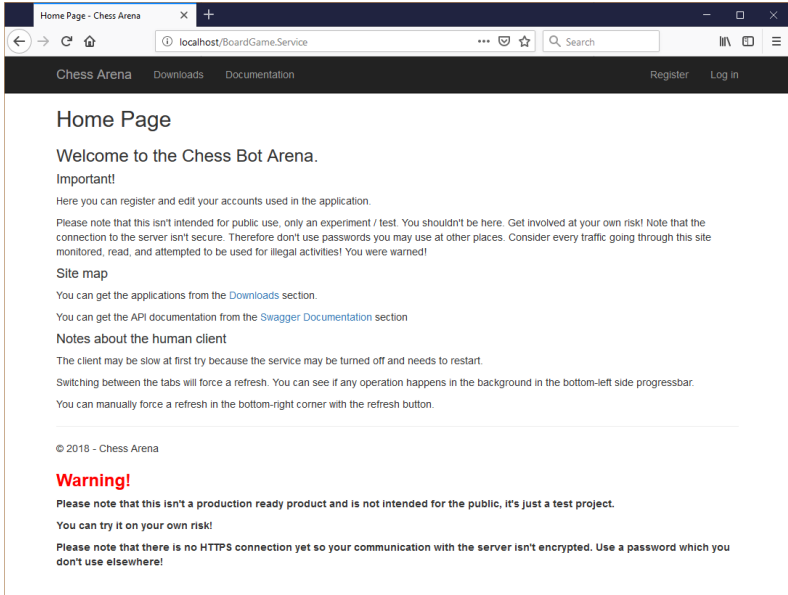 Home Page - Chess Arena
localhost/BoardGame.Service
Search
Chess Arena Downloads Documentation Register Log in
Home Page
Welcome to the Chess Bot Arena.
Important!
Here you can register and edit your accounts used in the application.
Please note that this isn't intended for public use, only an experiment / test. You shouldn't be here. Get involved at your own risk! Note that the
connection to the server isn't secure. Therefore don't use passwords you may use at other places. Consider every traffic going through this site
monitored, read, and attempted to be used for illegal activities! You were warned!
Site map
You can get the applications from the Downloads section.
You can get the API documentation from the Swagger Documentation section
Notes about the human client
The client may be slow at first try because the service may be turned off and needs to restart.
Switching between the tabs will force a refresh. You can see if any operation happens in the background in the bottom-left side progressbar.
You can manually force a refresh in the bottom-right corner with the refresh button.
© 2018 - Chess Arena
Warning!
Please note that this isn't a production ready product and is not intended for the public, it's just a test project.
You can try it on your own risk!
Please note that there is no HTTPS connection yet so your communication with the server isn't encrypted. Use a password which you
don't use elsewhere!